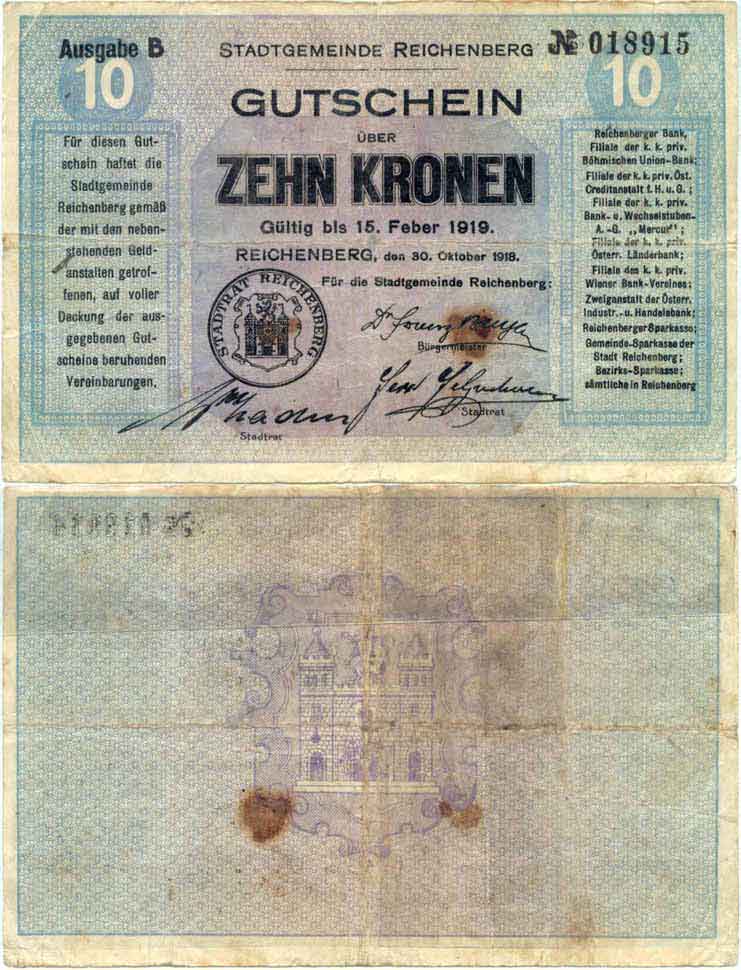 Ausgabe B
STADTGEMEINDE REICHENBERG
№ 018915
10
10
GUTSCHEIN
ÜBER
ZEHN KRONEN
Gültig bis 15. Feber 1919.
REICHENBERG, den 30. Oktober 1918.
Für die Stadtgemeinde Reichenberg:
Für diesen Gut-
schein haftet die
Stadtgemeinde
Reichenberg gemäß
der mit den neben-
stehenden Geld-
anstalten getrof-
fenen, auf voller
Deckung der aus-
gegebenen Gut-
scheine beruhenden
Vereinbarungen.
STADTRAT REICHENBERG
Bürgermeister
Stadtrat
Stadtrat
Reichenberger Bank,
Filiale der k. k. priv.
Böhmischen Union-Bank;
Filiale der k. k. priv. Öst.
Creditanstalt f. H. u. G.;
Filiale der k. k. priv.
Bank- u. Wechselstuben-
A.-G. „Mercur";
Filiale der k. k. priv.
Österr. Länderbank;
Filiale des k. k. priv.
Wiener Bank-Vereines;
Zweiganstalt der Österr.
Industr.- u. Handelsbank;
Reichenberger Sparkasse;
Gemeinde-Sparkasse der
Stadt Reichenberg;
Bezirks-Sparkasse;
sämtliche in Reichenberg